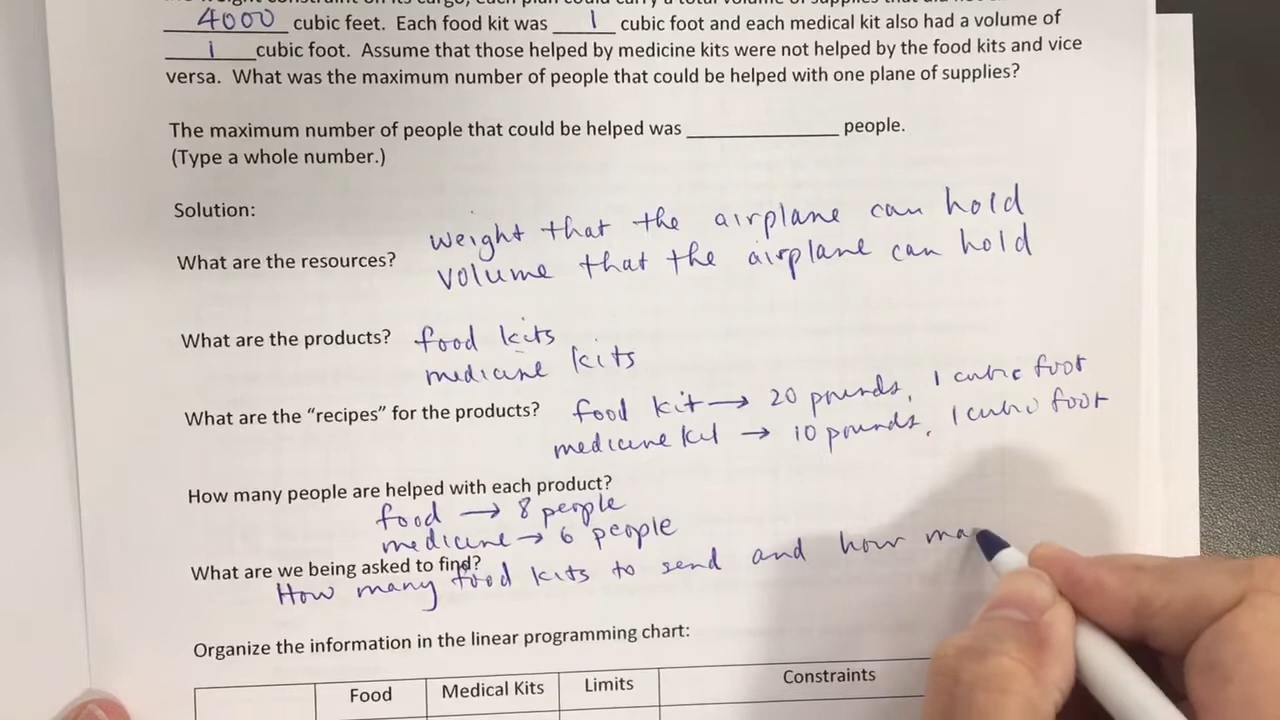 4000 cubic feet. Each food kit was 1 cubic foot and each medical kit also had a volume of
1 cubic foot. Assume that those helped by medicine kits were not helped by the food kits and vice
versa. What was the maximum number of people that could be helped with one plane of supplies?
The maximum number of people that could be helped was ______________ people.
(Type a whole number.)
Solution:
weight that the airplane can hold
What are the resources?
volume that the airplane can hold
What are the products? food kits
medicine kits
What are the “recipes” for the products? food kit → 20 pounds, 1 cubic foot
medicine kit → 10 pounds, 1 cubic foot
How many people are helped with each product?
food → 8 people
medicine → 6 people
What are we being asked to find?
How many food kits to send and how ma
Organize the information in the linear programming chart:
Food Medical Kits Limits Constraints